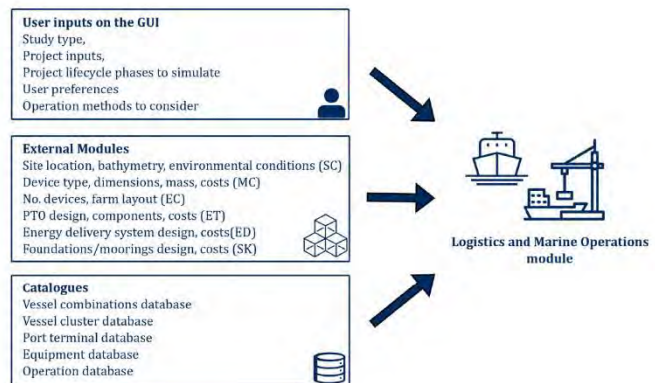 User inputs on the GUI
Study type,
Project inputs,
Project lifecycle phases to simulate
User preferences
Operation methods to consider
External Modules
Site location, bathymetry, environmental conditions (SC)
Device type, dimensions, mass, costs (MC)
No. devices, farm layout (EC)
PTO design, components, costs (ET)
Energy delivery system design, costs(ED)
Foundations/moorings design, costs (SK)
Catalogues
Vessel combinations database
Vessel cluster database
Port terminal database
Equipment database
Operation database
Logistics and Marine Operations
module